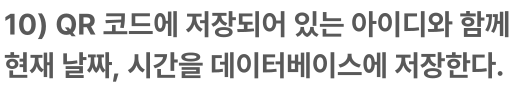 10) QR 코드에 저장되어 있는 아이디와 함께
현재 날짜, 시간을 데이터베이스에 저장한다.